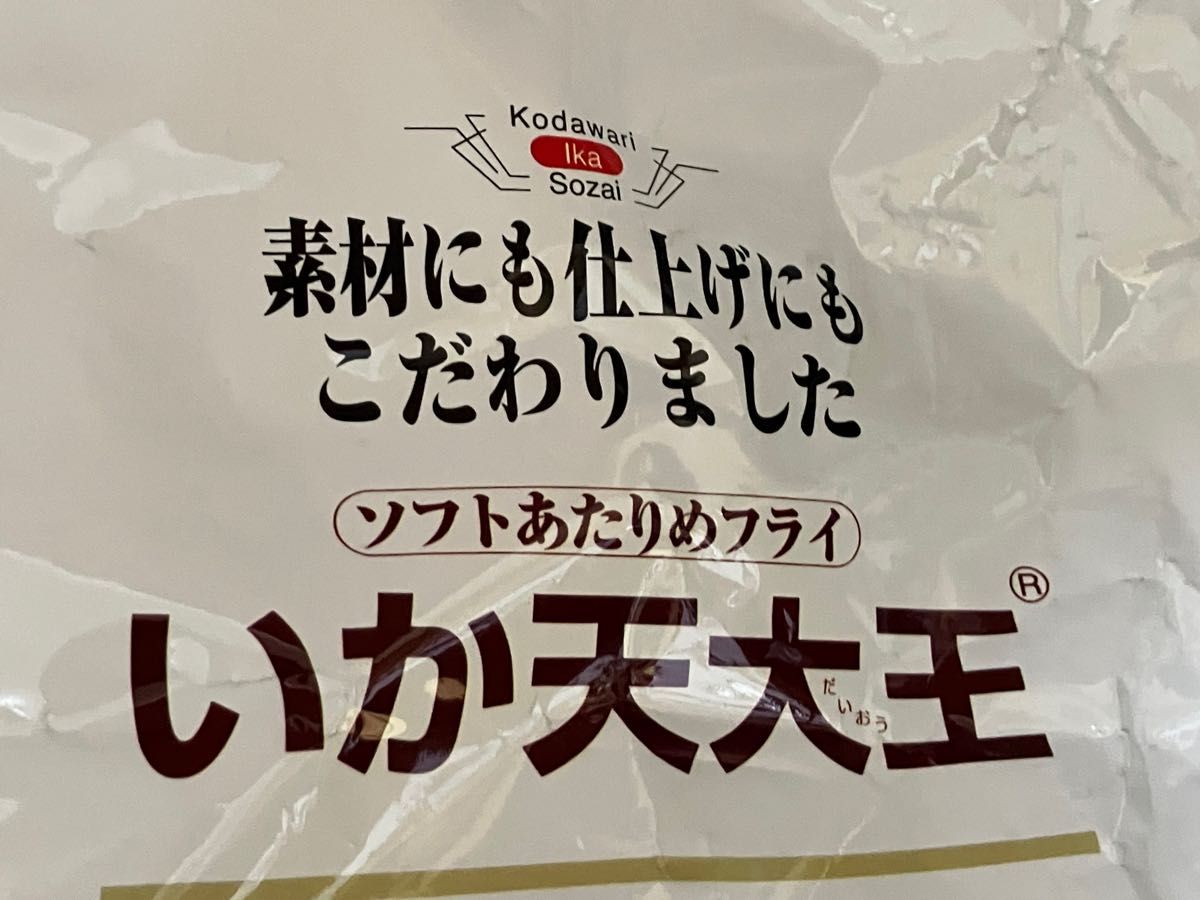 Kodawari
Ika
Sozai
素材にも仕上げにも
こだわりました
ソフトあたりめフライ
いか天大王®
だいおう